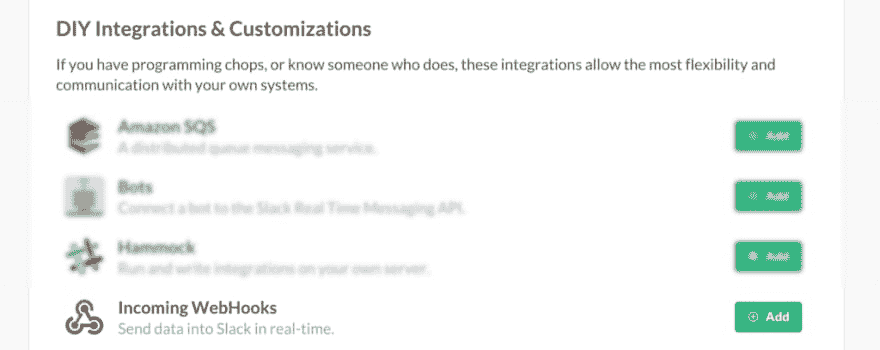 DIY Integrations & Customizations
If you have programming chops, or know someone who does, these integrations allow the most flexibility and
communication with your own systems.
Amazon SQS
A distributed queue messaging service.
Add
Bots
Connect a bot to the Slack Real Time Messaging API.
Add
Hammock
Run and write integrations on your own server.
Add
Incoming WebHooks
Send data into Slack in real-time.
Add